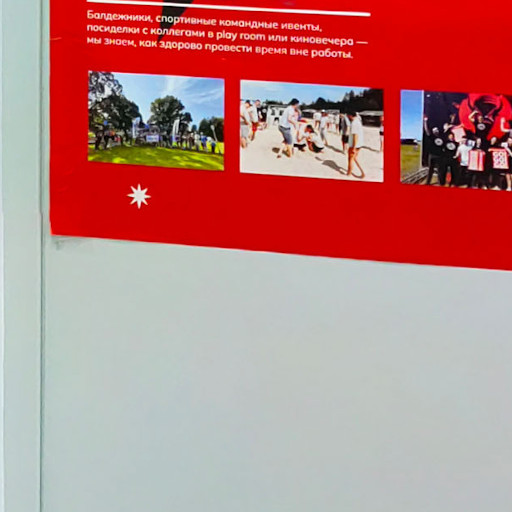 Балдежники, спортивные командные ивенты,
посиделки с коллегами в play room или киновечера —
мы знаем, как здорово провести время вне работы.